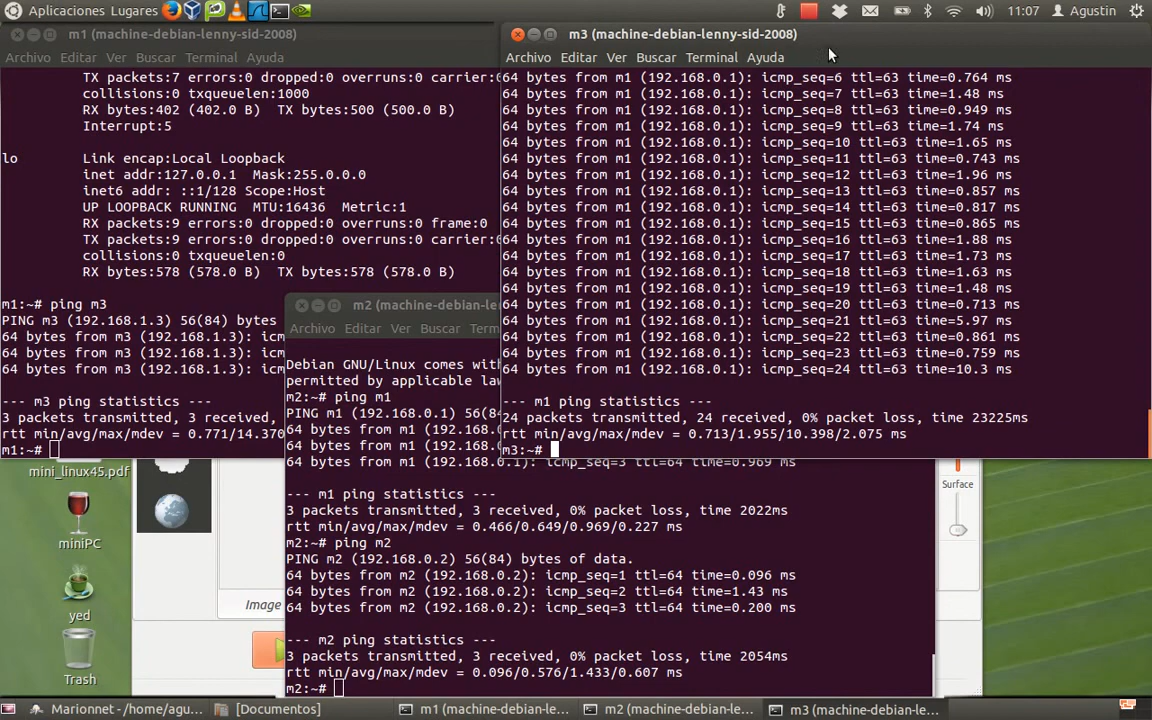 Aplicaciones Lugares
11:07
Agustin
m1 (machine-debian-lenny-sid-2008)
Archivo Editar Ver Buscar Terminal Ayuda
TX packets:7 errors:0 dropped:0 overruns:0 carrier:0
collisions:0 txqueuelen:1000
RX bytes:402 (402.0 B) TX bytes:500 (500.0 B)
Interrupt:5
lo Link encap:Local Loopback
inet addr:127.0.0.1 Mask:255.0.0.0
inet6 addr: ::1/128 Scope:Host
UP LOOPBACK RUNNING MTU:16436 Metric:1
RX packets:9 errors:0 dropped:0 overruns:0 frame:0
TX packets:9 errors:0 dropped:0 overruns:0 carrier:0
collisions:0 txqueuelen:0
RX bytes:578 (578.0 B) TX bytes:578 (578.0 B)
m1:~# ping m3
PING m3 (192.168.1.3) 56(84) bytes
64 bytes from m3 (192.168.1.3): icm
64 bytes from m3 (192.168.1.3): icm
64 bytes from m3 (192.168.1.3): icm
--- m3 ping statistics ---
3 packets transmitted, 3 received,
rtt min/avg/max/mdev = 0.771/14.370
m1:~#
m3 (machine-debian-lenny-sid-2008)
Archivo Editar Ver Buscar Terminal Ayuda
64 bytes from m1 (192.168.0.1): icmp_seq=6 ttl=63 time=0.764 ms
64 bytes from m1 (192.168.0.1): icmp_seq=7 ttl=63 time=1.48 ms
64 bytes from m1 (192.168.0.1): icmp_seq=8 ttl=63 time=0.949 ms
64 bytes from m1 (192.168.0.1): icmp_seq=9 ttl=63 time=1.74 ms
64 bytes from m1 (192.168.0.1): icmp_seq=10 ttl=63 time=1.65 ms
64 bytes from m1 (192.168.0.1): icmp_seq=11 ttl=63 time=0.743 ms
64 bytes from m1 (192.168.0.1): icmp_seq=12 ttl=63 time=1.96 ms
64 bytes from m1 (192.168.0.1): icmp_seq=13 ttl=63 time=0.857 ms
64 bytes from m1 (192.168.0.1): icmp_seq=14 ttl=63 time=0.817 ms
64 bytes from m1 (192.168.0.1): icmp_seq=15 ttl=63 time=0.865 ms
64 bytes from m1 (192.168.0.1): icmp_seq=16 ttl=63 time=1.88 ms
64 bytes from m1 (192.168.0.1): icmp_seq=17 ttl=63 time=1.73 ms
64 bytes from m1 (192.168.0.1): icmp_seq=18 ttl=63 time=1.63 ms
64 bytes from m1 (192.168.0.1): icmp_seq=19 ttl=63 time=1.48 ms
64 bytes from m1 (192.168.0.1): icmp_seq=20 ttl=63 time=0.713 ms
64 bytes from m1 (192.168.0.1): icmp_seq=21 ttl=63 time=5.97 ms
64 bytes from m1 (192.168.0.1): icmp_seq=22 ttl=63 time=0.861 ms
64 bytes from m1 (192.168.0.1): icmp_seq=23 ttl=63 time=0.759 ms
64 bytes from m1 (192.168.0.1): icmp_seq=24 ttl=63 time=10.3 ms
--- m1 ping statistics ---
24 packets transmitted, 24 received, 0% packet loss, time 23225ms
rtt min/avg/max/mdev = 0.713/1.955/10.398/2.075 ms
m3:~#
m2 (machine-debian-le
Archivo Editar Ver Buscar Term
Debian GNU/Linux comes with
permitted by applicable law
m2:~# ping m1
PING m1 (192.168.0.1) 56(84
64 bytes from m1 (192.168.0
64 bytes from m1 (192.168.0
64 bytes from m1 (192.168.0.1): icmp_seq=3 ttl=64 time=0.969 ms
--- m1 ping statistics ---
3 packets transmitted, 3 received, 0% packet loss, time 2022ms
rtt min/avg/max/mdev = 0.466/0.649/0.969/0.227 ms
m2:~# ping m2
PING m2 (192.168.0.2) 56(84) bytes of data.
64 bytes from m2 (192.168.0.2): icmp_seq=1 ttl=64 time=0.096 ms
64 bytes from m2 (192.168.0.2): icmp_seq=2 ttl=64 time=1.43 ms
64 bytes from m2 (192.168.0.2): icmp_seq=3 ttl=64 time=0.200 ms
--- m2 ping statistics ---
3 packets transmitted, 3 received, 0% packet loss, time 2054ms
rtt min/avg/max/mdev = 0.096/0.576/1.433/0.607 ms
m2:~#
mini_linux45.pdf
miniPC
yed
Trash
Image
Surface
Marionnet - /home/agu...
[Documentos]
m1 (machine-debian-le...
m2 (machine-debian-le...
m3 (machine-debian-le...